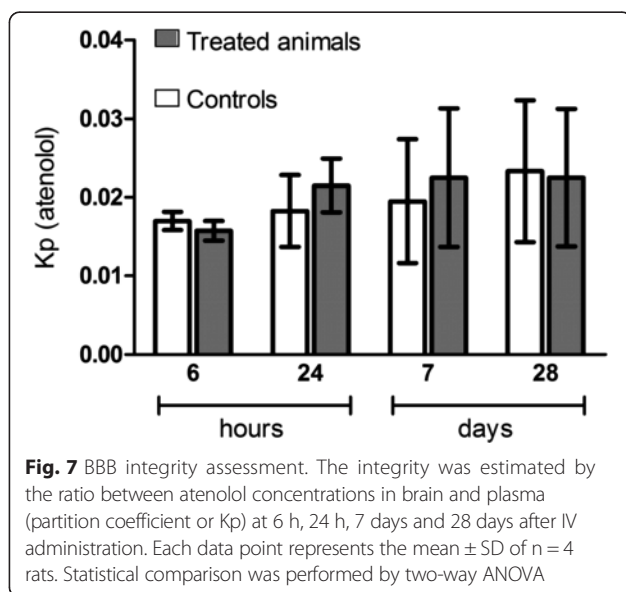 0.04
Treated animals
Controls
0.03
0.02
0.01
0.00
Kp (atenolol)
6 24 7 28
hours days
Fig. 7 BBB integrity assessment. The integrity was estimated by
the ratio between atenolol concentrations in brain and plasma
(partition coefficient or Kp) at 6 h, 24 h, 7 days and 28 days after IV
administration. Each data point represents the mean ± SD of n = 4
rats. Statistical comparison was performed by two-way ANOVA